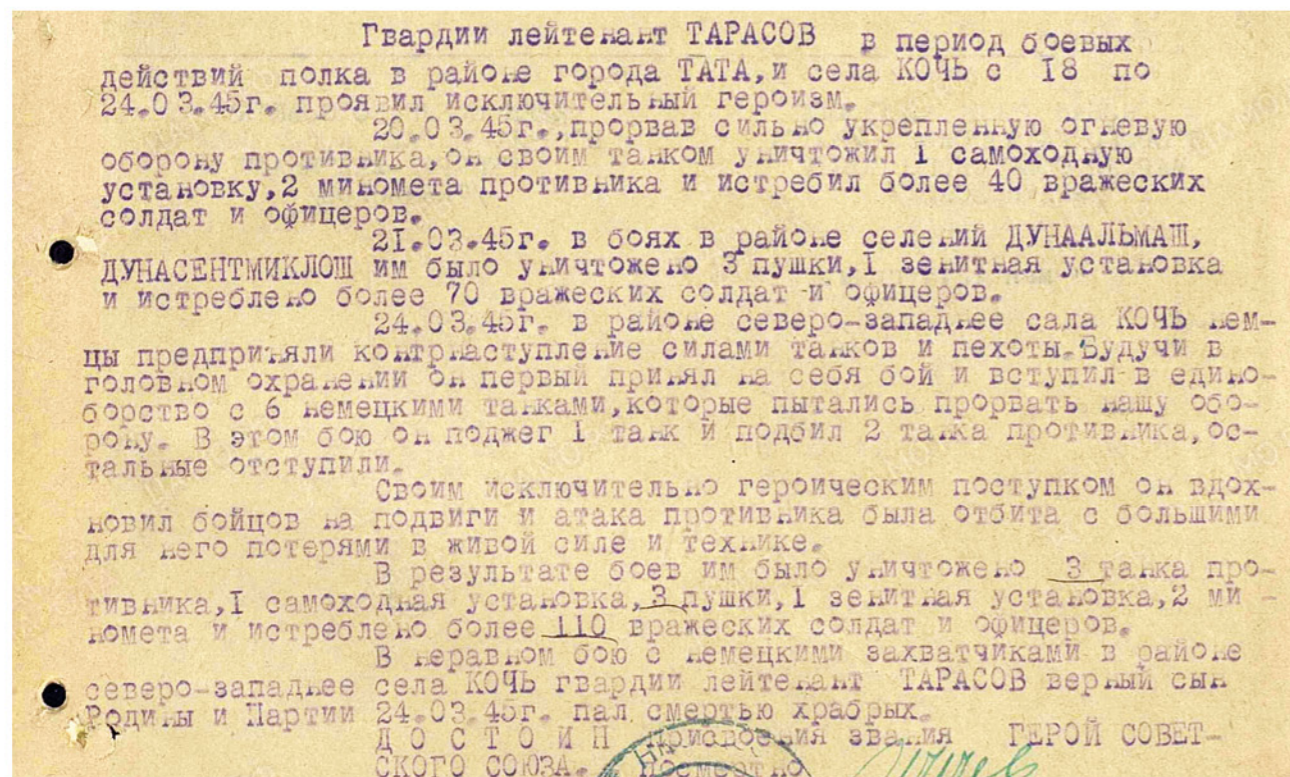 Гвардии лейтенант ТАРАСОВ в период боевых
действий полка в районе города ТАТА, и села КОЧЬ с 18 по
24.03.45г. проявил исключительный героизм.
20.03.45г.,прорвав сильно укрепленную огневую
оборону противника,он своим танком уничтожил 1 самоходную
установку,2 миномета противника и истребил более 40 вражеских
солдат и офицеров.
21.03.45г. в боях в районе селений ДУНААЛЬМАШ,
ДУНАСЕНТМИКЛОШ им было уничтожено 3 пушки,I зенитная установка
и истреблено более 70 вражеских солдат и офицеров.
24.03.45г. в районе северо-западнее сала КОЧЬ нем-
цы предприняли контрнаступление силами танков и пехоты.Будучи в
головном охранении он первый принял на себя бой и вступил в едино-
борство с 6 немецкими танками,которые пытались прорвать нашу обо-
рону. В этом бою он поджег I танк и подбил 2 танка противника,ос-
тальные отступили.
Своим исключительно героическим поступком он вдох-
новил бойцов на подвиги и атака противника была отбита с большими
для него потерями в живой силе и технике.
В результате боев им было уничтожено 3 танка про-
тивника,I самоходная установка,3 пушки,I зенитная установка,2 ми-
номета и истреблено более 110 вражеских солдат и офицеров.
В неравном бою с немецкими захватчиками в районе
северо-западнее села КОЧЬ гвардии лейтенант ТАРАСОВ верный сын
Родины и Партии 24.03.45г. пал смертью храбрых.
Д О С Т О И Н присвоения звания ГЕРОЙ СОВЕТ-
СКОГО СОЮЗА. посмертно